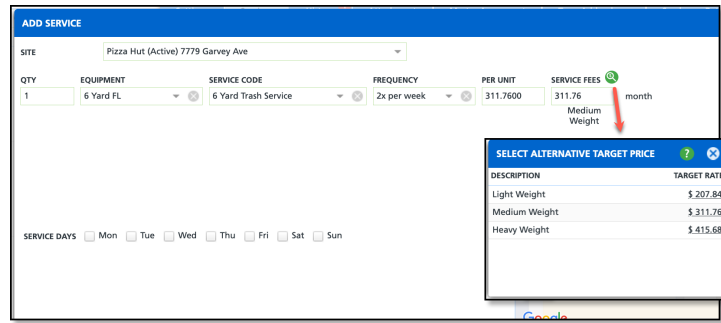 ADD SERVICE
SITE Pizza Hut (Active) 7779 Garvey Ave
QTY EQUIPMENT SERVICE CODE FREQUENCY PER UNIT SERVICE FEES
1 6 Yard FL 6 Yard Trash Service 2x per week 311.7600 311.76 month
Medium
Weight
SELECT ALTERNATIVE TARGET PRICE ?
DESCRIPTION TARGET RATE
Light Weight $ 207.84
Medium Weight $ 311.76
Heavy Weight $ 415.68
SERVICE DAYS Mon Tue Wed Thu Fri Sat Sun
Google